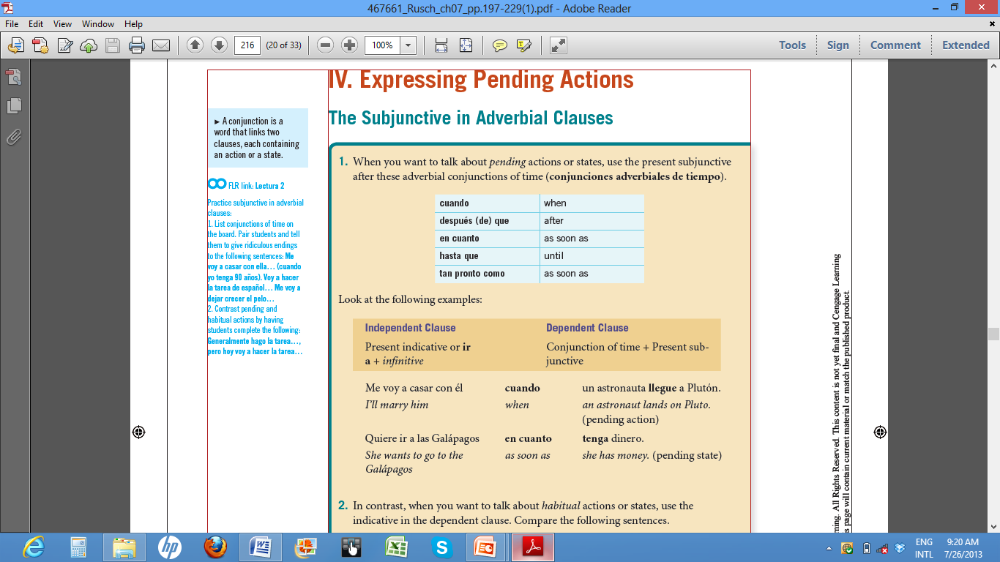 467661_Rusch_ch07_pp.197-229(1).pdf - Adobe Reader
File Edit View Window Help
216 (20 of 33) 100% Tools Sign Comment Extended
IV. Expressing Pending Actions
The Subjunctive in Adverbial Clauses
► A conjunction is a
word that links two
clauses, each containing
an action or a state.
FLR link: Lectura 2
Practice subjunctive in adverbial
clauses:
1. List conjunctions of time on
the board. Pair students and tell
them to give ridiculous endings
to the following sentences: Me
voy a casar con ella… (cuando
yo tenga 90 años). Voy a hacer
la tarea de español… Me voy a
dejar crecer el pelo…
2. Contrast pending and
habitual actions by having
students complete the following:
Generalmente hago la tarea…,
pero hoy voy a hacer la tarea…
1. When you want to talk about pending actions or states, use the present subjunctive
after these adverbial conjunctions of time (conjunciones adverbiales de tiempo).
cuando when
después (de) que after
en cuanto as soon as
hasta que until
tan pronto como as soon as
Look at the following examples:
Independent Clause Dependent Clause
Present indicative or ir Conjunction of time + Present sub-
a + infinitive junctive
Me voy a casar con él cuando un astronauta llegue a Plutón.
I'll marry him when an astronaut lands on Pluto.
(pending action)
Quiere ir a las Galápagos en cuanto tenga dinero.
She wants to go to the as soon as she has money. (pending state)
Galápagos
2. In contrast, when you want to talk about habitual actions or states, use the
indicative in the dependent clause. Compare the following sentences.
All Rights Reserved. This content is not yet final and Cengage Learning
page will contain current material or match the published product.
hp W X S P
ENG 9:20 AM
INTL 7/26/2013